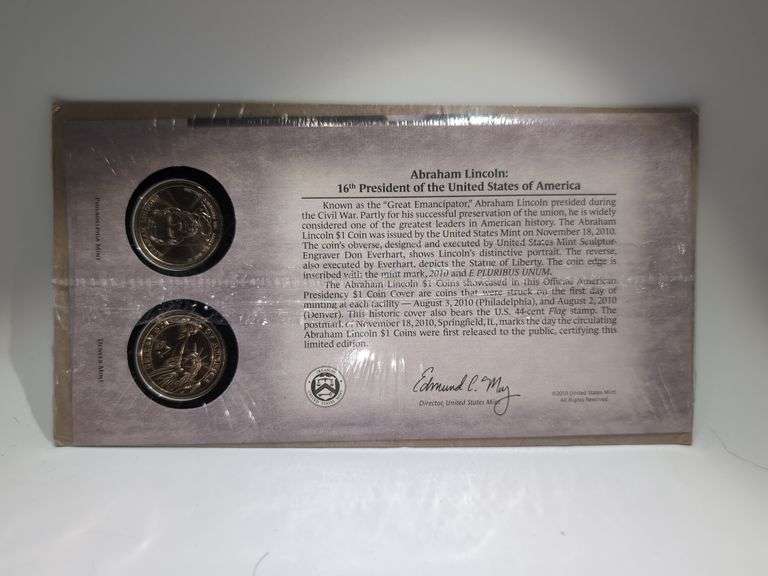 Abraham Lincoln:
16th President of the United States of America
Known as the "Great Emancipator," Abraham Lincoln presided during
the Civil War. Partly for his successful preservation of the union, he is widely
considered one of the greatest leaders in American history. The Abraham
Lincoln $1 Coin was issued by the United States Mint on November 18, 2010.
The coin's obverse, designed and executed by United States Mint Sculptor-
Engraver Don Everhart, shows Lincoln's distinctive portrait. The reverse,
also executed by Everhart, depicts the Statue of Liberty. The coin edge is
inscribed with the mint mark, 2010 and E PLURIBUS UNUM.
The Abraham Lincoln $1 Coins showcased in this Official American
Presidency $1 Coin Cover are coins that were struck on the first day of
minting at each facility — August 3, 2010 (Philadelphia), and August 2, 2010
(Denver). This historic cover also bears the U.S. 44-cent Flag stamp. The
postmark, November 18, 2010, Springfield, IL, marks the day the circulating
Abraham Lincoln $1 Coins were first released to the public, certifying this
limited edition.
Edmund C. Moy
Director, United States Mint
©2010 United States Mint
All Rights Reserved
Philadelphia Mint
Denver Mint